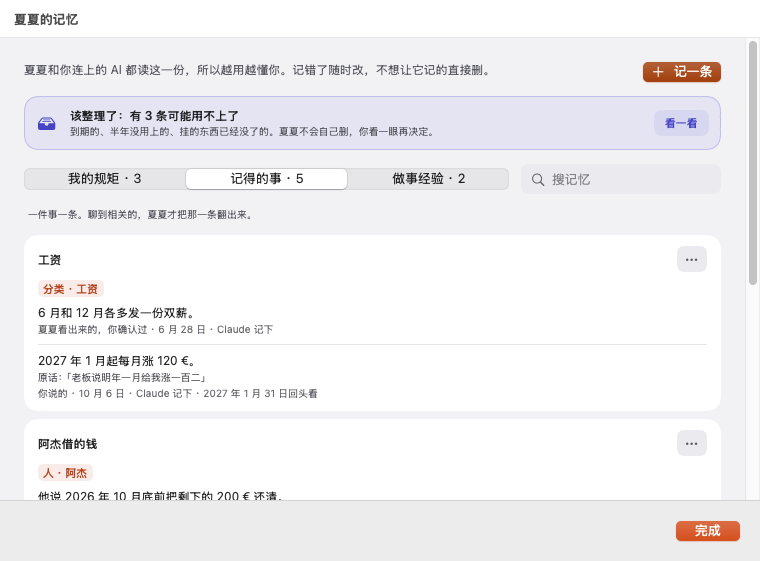 夏夏的记忆
夏夏和你连上的 AI 都读这一份，所以越用越懂你。记错了随时改，不想让它记的直接删。
记一条
该整理了：有 3 条可能用不上了
到期的、半年没用上的、挂的东西已经没了的。夏夏不会自己删，你看一眼再决定。
看一看
我的规矩 · 3
记得的事 · 5
做事经验 · 2
搜记忆
一件事一条。聊到相关的，夏夏才把那一条翻出来。
工资
分类 · 工资
6 月和 12 月各多发一份双薪。
夏夏看出来的，你确认过 · 6 月 28 日 · Claude 记下
2027 年 1 月起每月涨 120 €。
原话：「老板说明年一月给我涨一百二」
你说的 · 10 月 6 日 · Claude 记下 · 2027 年 1 月 31 日回头看
阿杰借的钱
人 · 阿杰
他说 2026 年 10 月底前把剩下的 200 € 还清。
完成